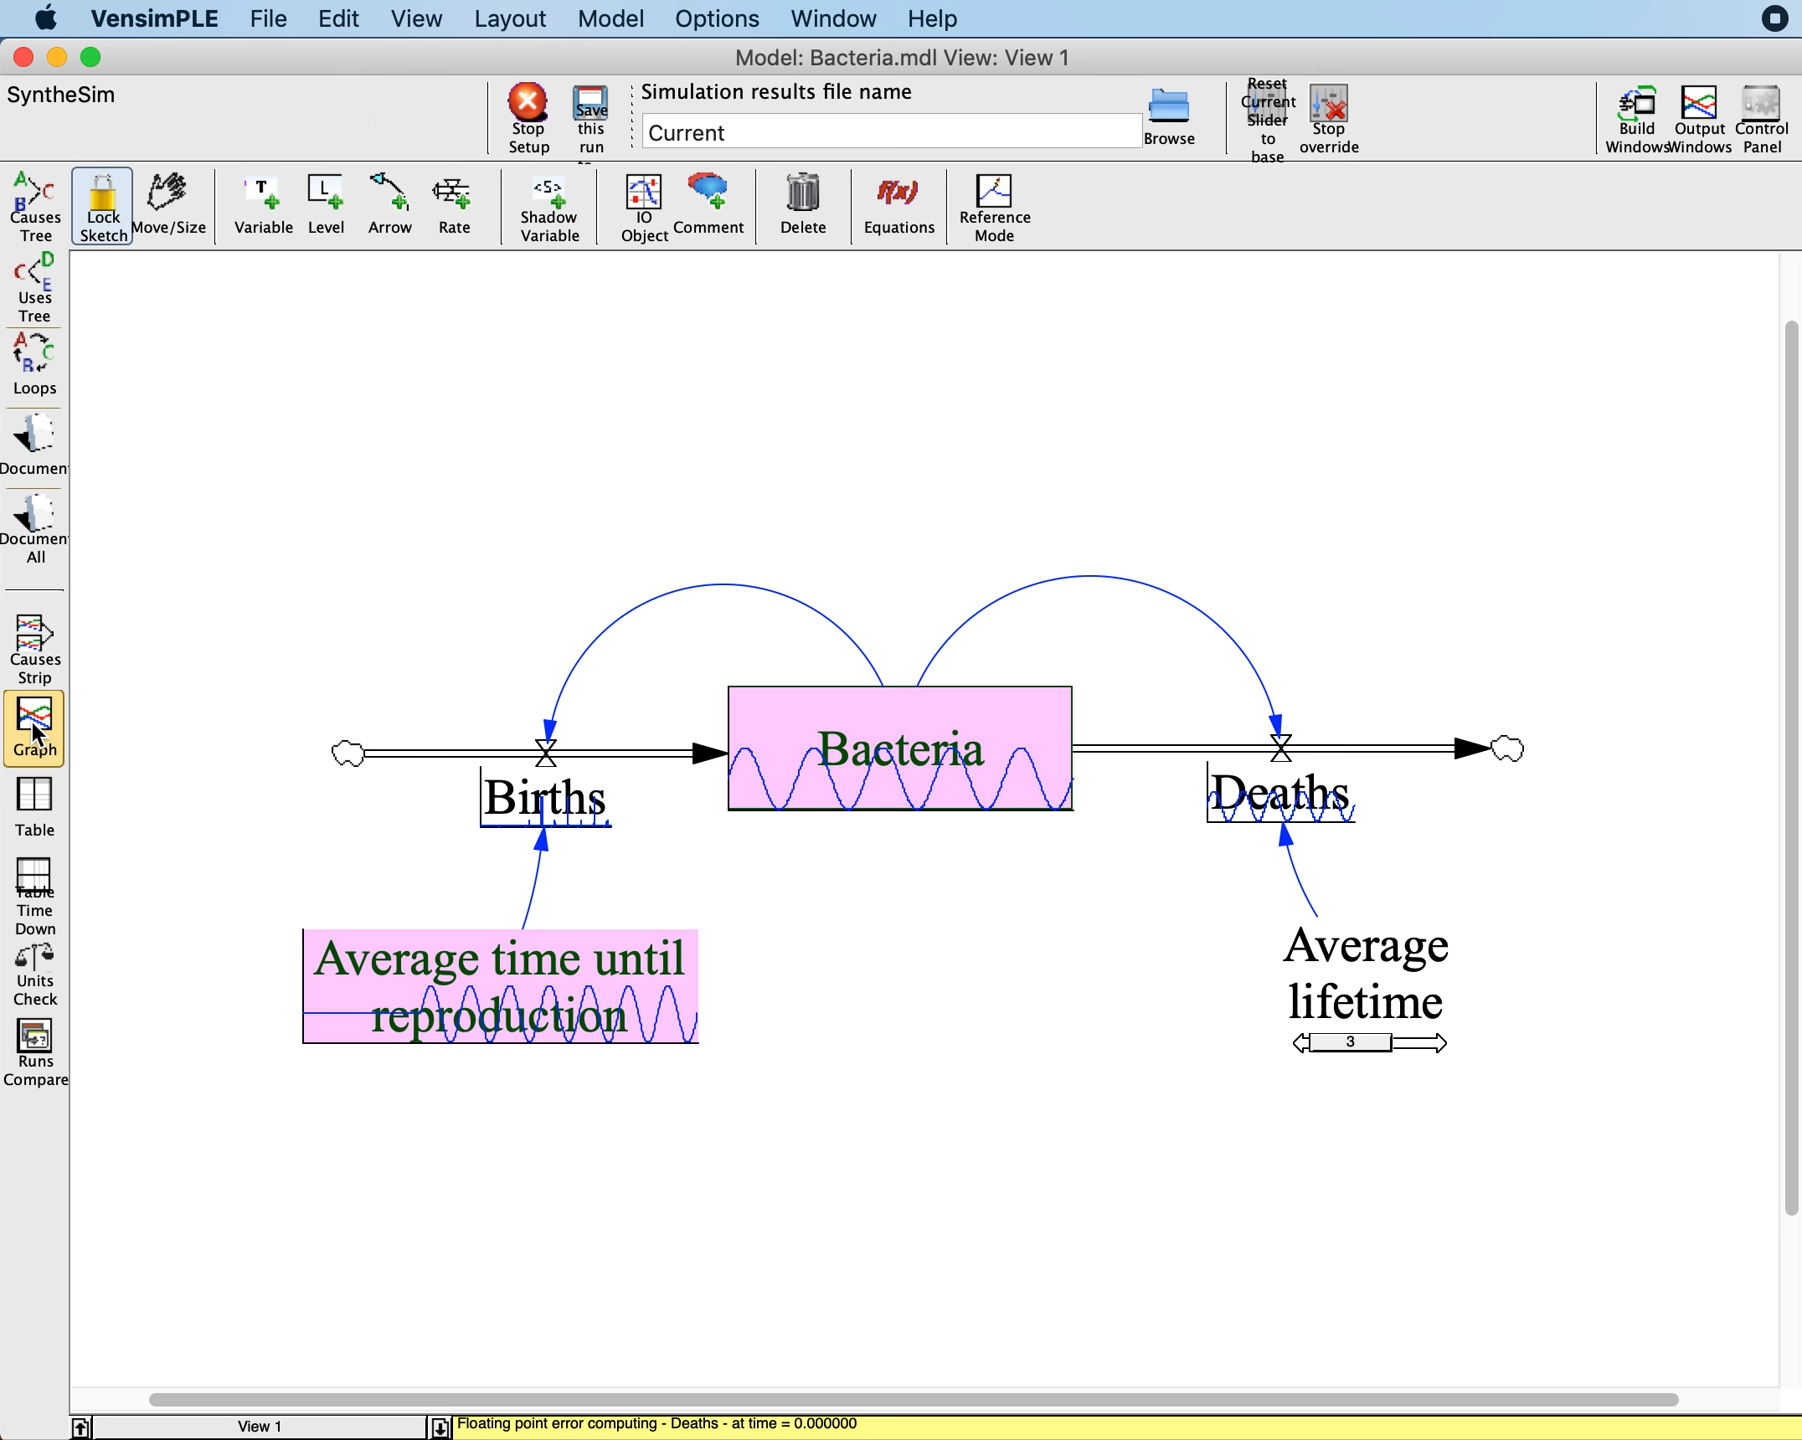 VensimPLE File Edit View Layout Model Options Window Help
Model: Bacteria.mdl View: View 1
SyntheSim
Stop
Setup
Save
this
run
Simulation results file name
Current
Browse
Reset
Current
Slider
to
base
Stop
override
Build
Windows
Output
Windows
Control
Panel
A
B
C
Causes
Tree
Lock
Sketch
Move/Size
T
Variable
L
Level
Arrow
Rate
<S>
Shadow
Variable
IO
Object
Comment
Delete
f(x)
Equations
Reference
Mode
C
D
E
Uses
Tree
A
C
B
Loops
Documen
Documen
All
Causes
Strip
Graph
Table
Table
Time
Down
Units
Check
Runs
Compare
Births
Bacteria
Deaths
Average time until
reproduction
Average
lifetime
3
View 1
Floating point error computing - Deaths - at time = 0.000000